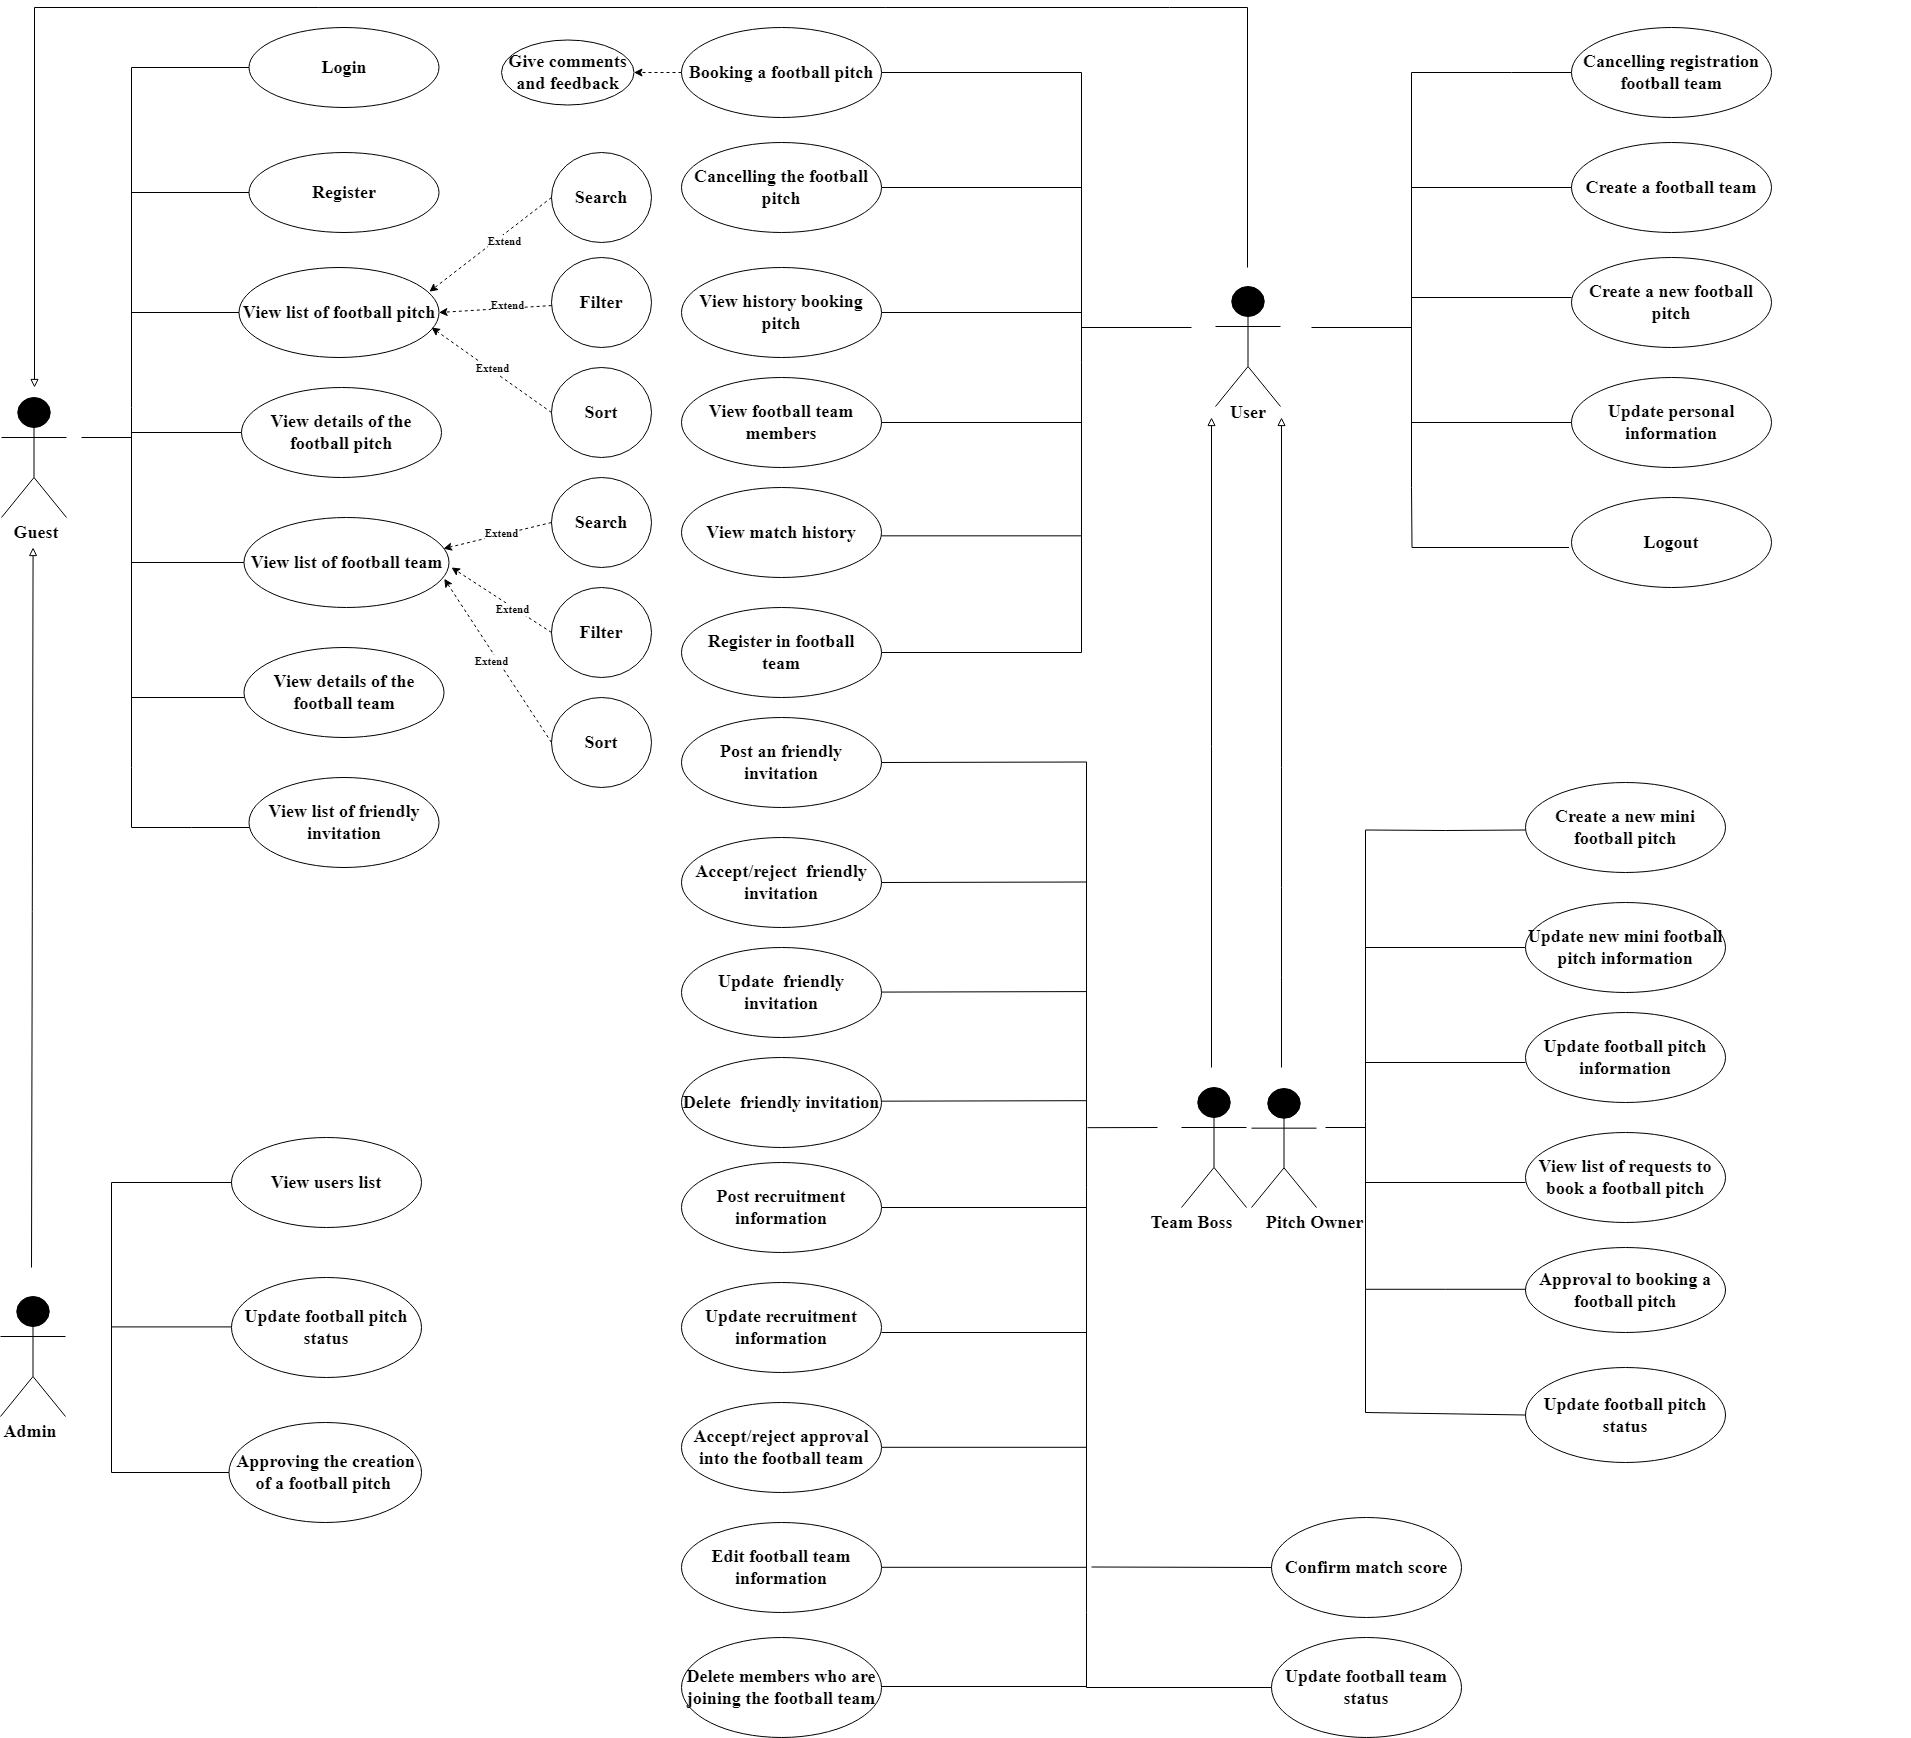 Login
Give comments
and feedback
Booking a football pitch
Cancelling registration
football team
Register
Search
Extend
Cancelling the football
pitch
Create a football team
View list of football pitch
Extend
Filter
View history booking
pitch
User
Create a new football
pitch
Extend
Sort
View details of the
football pitch
View football team
members
Update personal
information
Guest
Search
Extend
View list of football team
View match history
Logout
Extend
Filter
Register in football
team
Extend
Sort
View details of the
football team
Post an friendly
invitation
View list of friendly
invitation
Create a new mini
football pitch
Accept/reject  friendly
invitation
Update new mini football
pitch information
Update  friendly
invitation
Update football pitch
information
Delete  friendly invitation
Team Boss
Pitch Owner
View list of requests to
book a football pitch
View users list
Post recruitment
information
Approval to booking a
football pitch
Admin
Update football pitch
status
Update recruitment
information
Update football pitch
status
Approving the creation
of a football pitch
Accept/reject approval
into the football team
Edit football team
information
Confirm match score
Delete members who are
joining the football team
Update football team
status